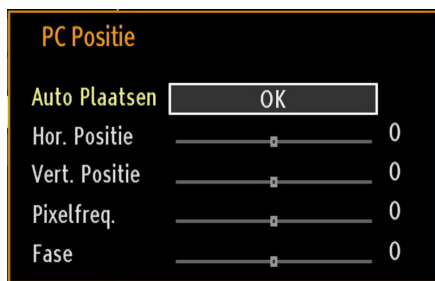 PC Positie
Auto Plaatsen OK
Hor. Positie 0
Vert. Positie 0
Pixelfreq. 0
Fase 0